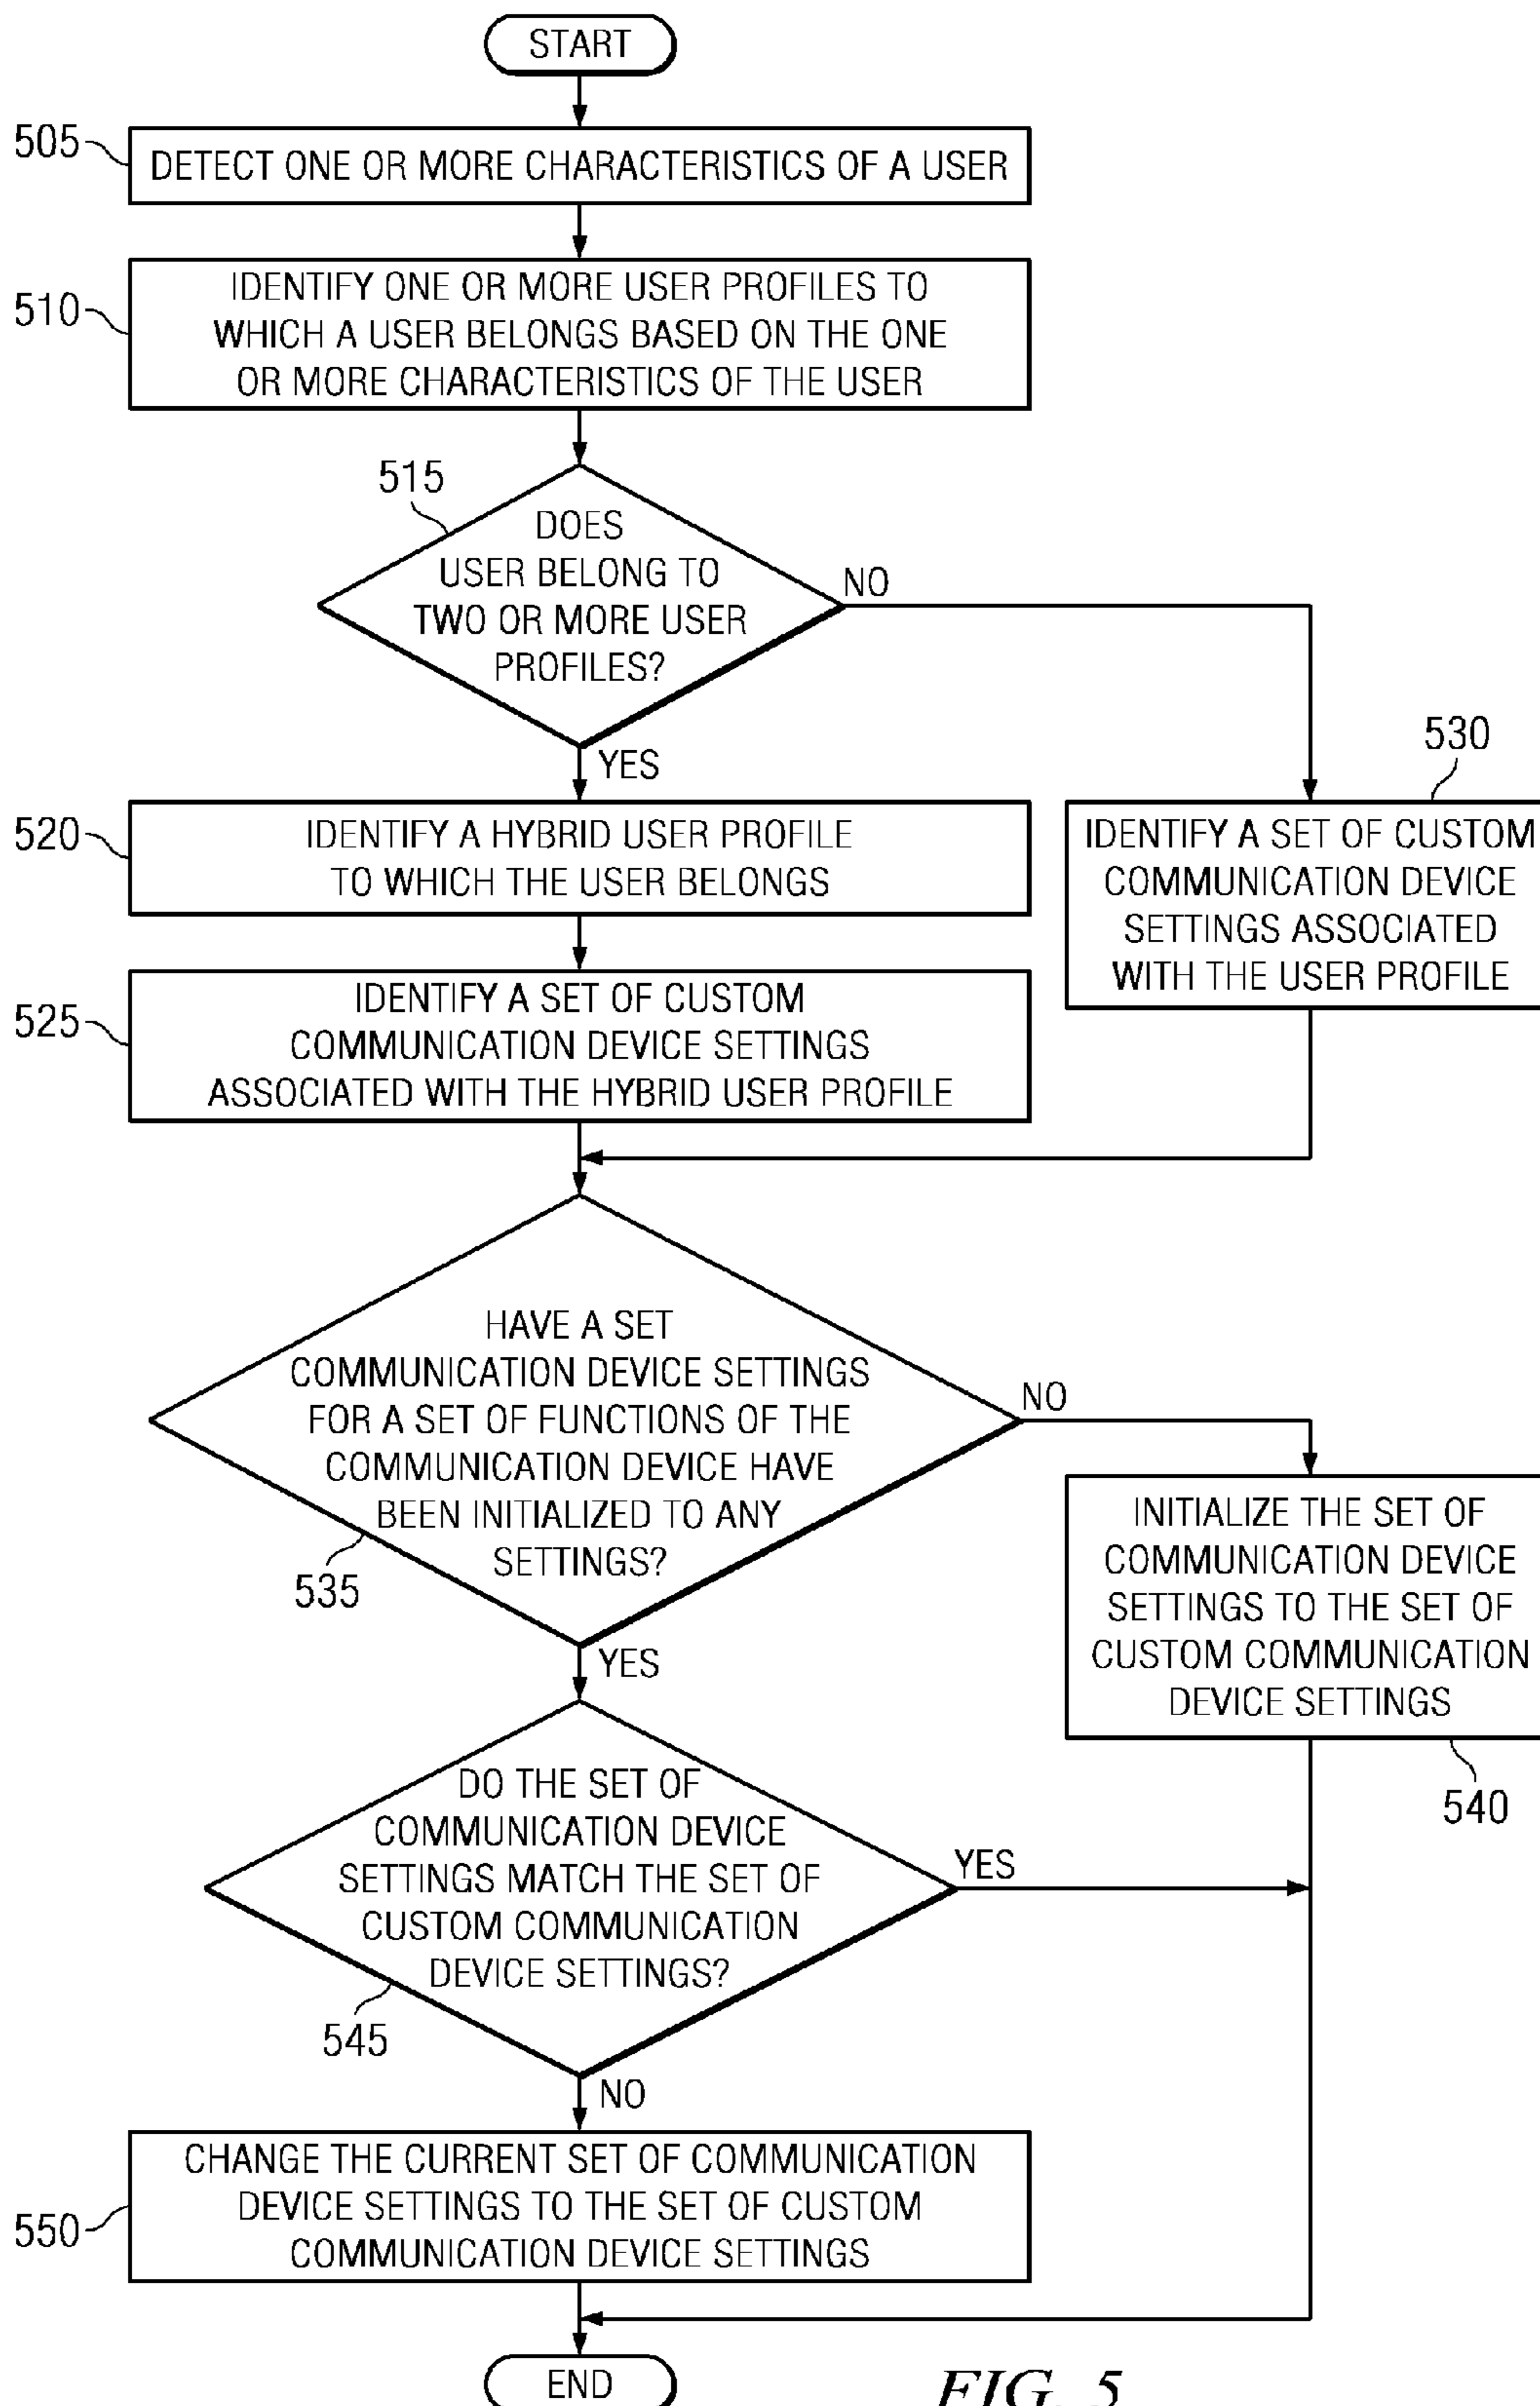 START
505
DETECT ONE OR MORE CHARACTERISTICS OF A USER
510
IDENTIFY ONE OR MORE USER PROFILES TO
WHICH A USER BELONGS BASED ON THE ONE
OR MORE CHARACTERISTICS OF THE USER
515
DOES
USER BELONG TO
TWO OR MORE USER
PROFILES?
NO
YES
530
520
IDENTIFY A HYBRID USER PROFILE
TO WHICH THE USER BELONGS
IDENTIFY A SET OF CUSTOM
COMMUNICATION DEVICE
SETTINGS ASSOCIATED
WITH THE USER PROFILE
525
IDENTIFY A SET OF CUSTOM
COMMUNICATION DEVICE SETTINGS
ASSOCIATED WITH THE HYBRID USER PROFILE
HAVE A SET
COMMUNICATION DEVICE SETTINGS
FOR A SET OF FUNCTIONS OF THE
COMMUNICATION DEVICE HAVE
BEEN INITIALIZED TO ANY
SETTINGS?
NO
535
YES
INITIALIZE THE SET OF
COMMUNICATION DEVICE
SETTINGS TO THE SET OF
CUSTOM COMMUNICATION
DEVICE SETTINGS
540
DO THE SET OF
COMMUNICATION DEVICE
SETTINGS MATCH THE SET OF
CUSTOM COMMUNICATION
DEVICE SETTINGS?
YES
545
NO
550
CHANGE THE CURRENT SET OF COMMUNICATION
DEVICE SETTINGS TO THE SET OF CUSTOM
COMMUNICATION DEVICE SETTINGS
END
FIG. 5